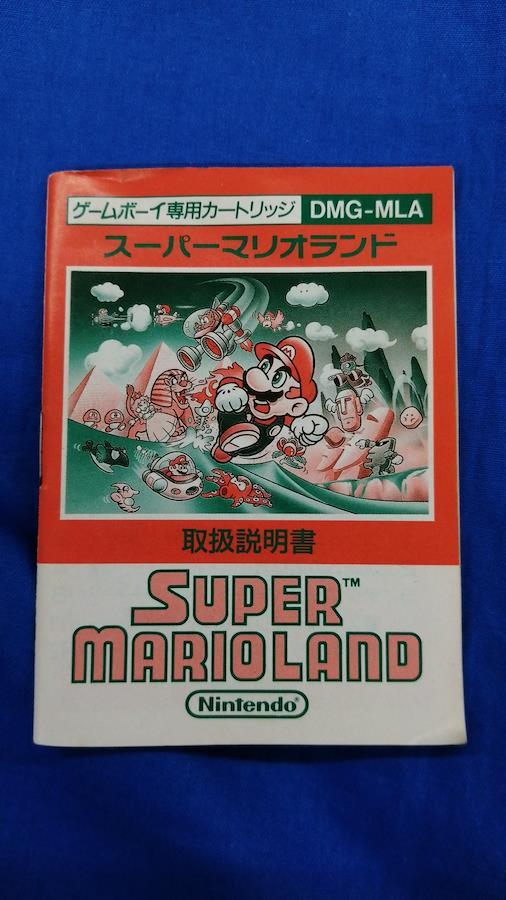 ゲームボーイ専用カートリッジ DMG-MLA
スーパーマリオランド
M
取扱説明書
SUPER™
MARIOLAND
Nintendo®